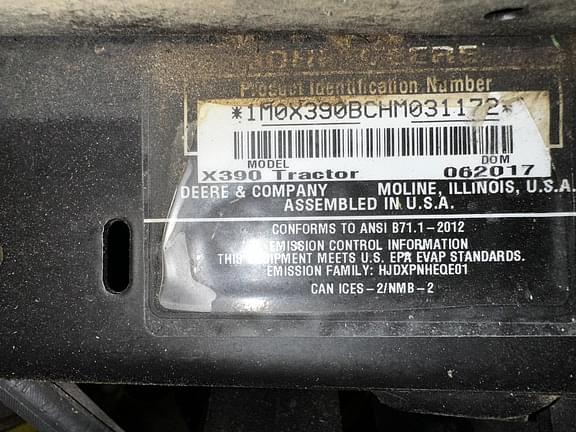 JOHN DEERE
Product Identification Number
*1M0X390BCHM031172*
MODEL DOM
X390 Tractor 062017
DEERE & COMPANY MOLINE, ILLINOIS, U.S.A.
ASSEMBLED IN U.S.A.
CONFORMS TO ANSI B71.1-2012
EMISSION CONTROL INFORMATION
THIS EQUIPMENT MEETS U.S. EPA EVAP STANDARDS.
EMISSION FAMILY: HJDXPNHEQE01
CAN ICES-2/NMB-2